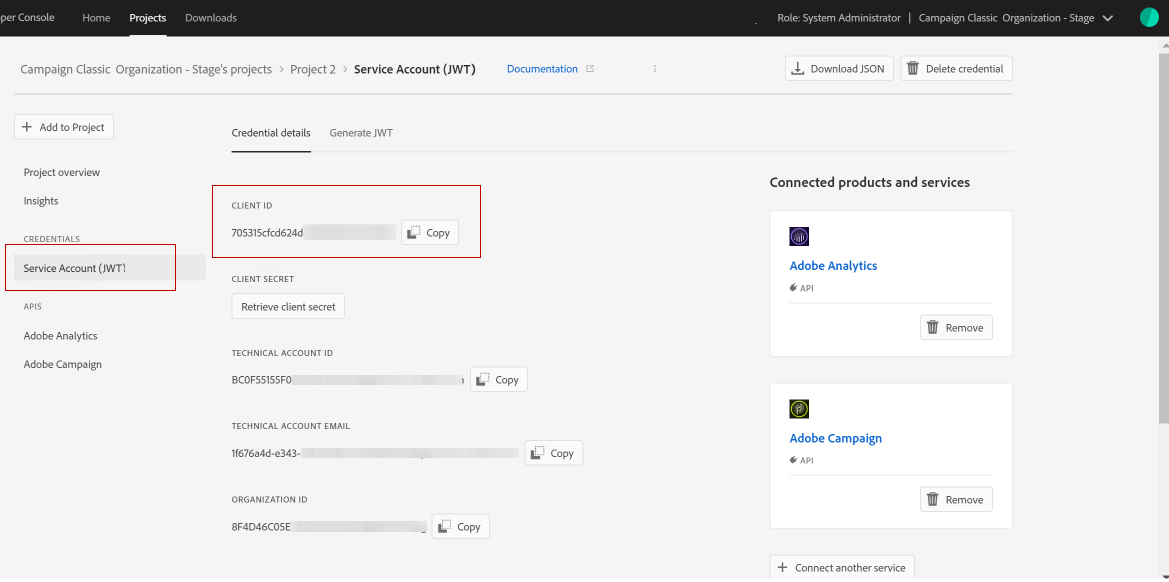 per Console Home Projects Downloads Role: System Administrator | Campaign Classic Organization - Stage
Campaign Classic Organization - Stage's projects > Project 2 > Service Account (JWT) Documentation Download JSON Delete credential
+ Add to Project
Credential details Generate JWT
Project overview
Insights
CREDENTIALS
Service Account (JWT)
APIS
Adobe Analytics
Adobe Campaign
CLIENT ID
705315cfcd624d Copy
CLIENT SECRET
Retrieve client secret
TECHNICAL ACCOUNT ID
BC0F55155F0 Copy
TECHNICAL ACCOUNT EMAIL
1f676a4d-e343- Copy
ORGANIZATION ID
8F4D46C05E Copy
Connected products and services
Adobe Analytics
API
Remove
Adobe Campaign
API
Remove
+ Connect another service